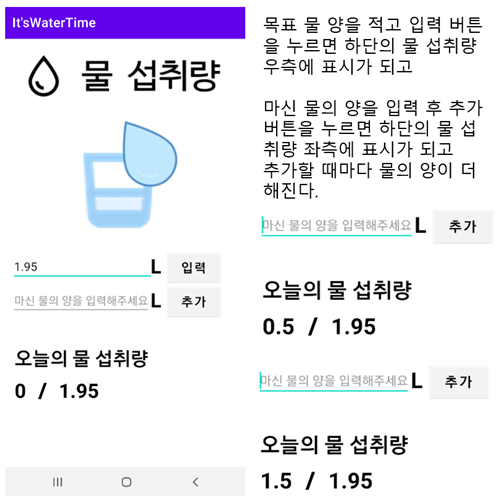 It'sWaterTime
물 섭취량
1.95 L 입력
마신 물의 양을 입력해주세요 L 추가
오늘의 물 섭취량
0 / 1.95
목표 물 양을 적고 입력 버튼
을 누르면 하단의 물 섭취량
우측에 표시가 되고
마신 물의 양을 입력 후 추가
버튼을 누르면 하단의 물 섭
취량 좌측에 표시가 되고
추가할 때마다 물의 양이 더
해진다.
마신 물의 양을 입력해주세요 L 추가
오늘의 물 섭취량
0.5 / 1.95
마신 물의 양을 입력해주세요 L 추가
오늘의 물 섭취량
1.5 / 1.95